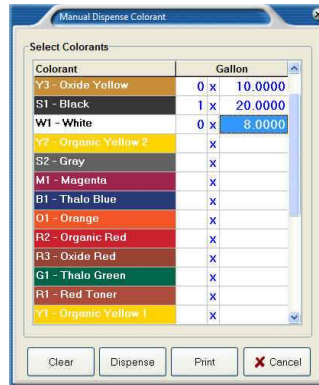 Manual Dispense Colorant
Select Colorants
Colorant Gallon
Y3 - Oxide Yellow 0 x 10.0000
S1 - Black 1 x 20.0000
W1 - White 0 x 8.0000
Y2 - Organic Yellow 2 x
S2 - Gray x
M1 - Magenta x
B1 - Thalo Blue x
O1 - Orange x
R2 - Organic Red x
R3 - Oxide Red x
G1 - Thalo Green x
R1 - Red Toner x
Y1 - Organic Yellow 1 x
Clear Dispense Print X Cancel